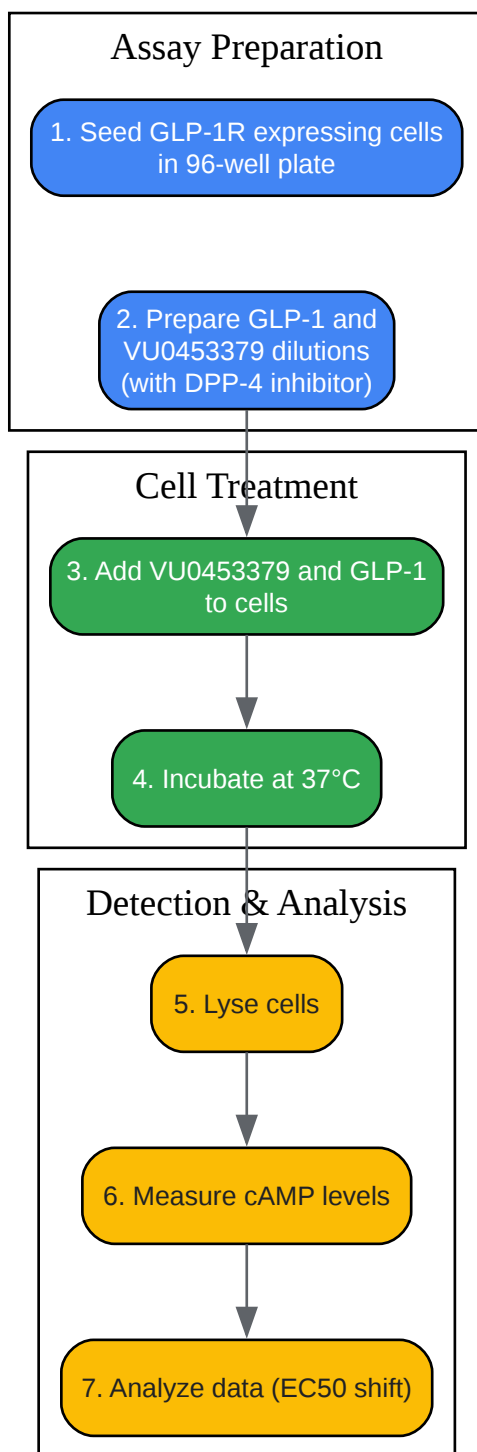 Assay Preparation
1. Seed GLP-1R expressing cells
in 96-well plate
2. Prepare GLP-1 and
VU0453379 dilutions
(with DPP-4 inhibitor)
Cell Treatment
3. Add VU0453379 and GLP-1
to cells
4. Incubate at 37°C
Detection & Analysis
5. Lyse cells
6. Measure cAMP levels
7. Analyze data (EC50 shift)